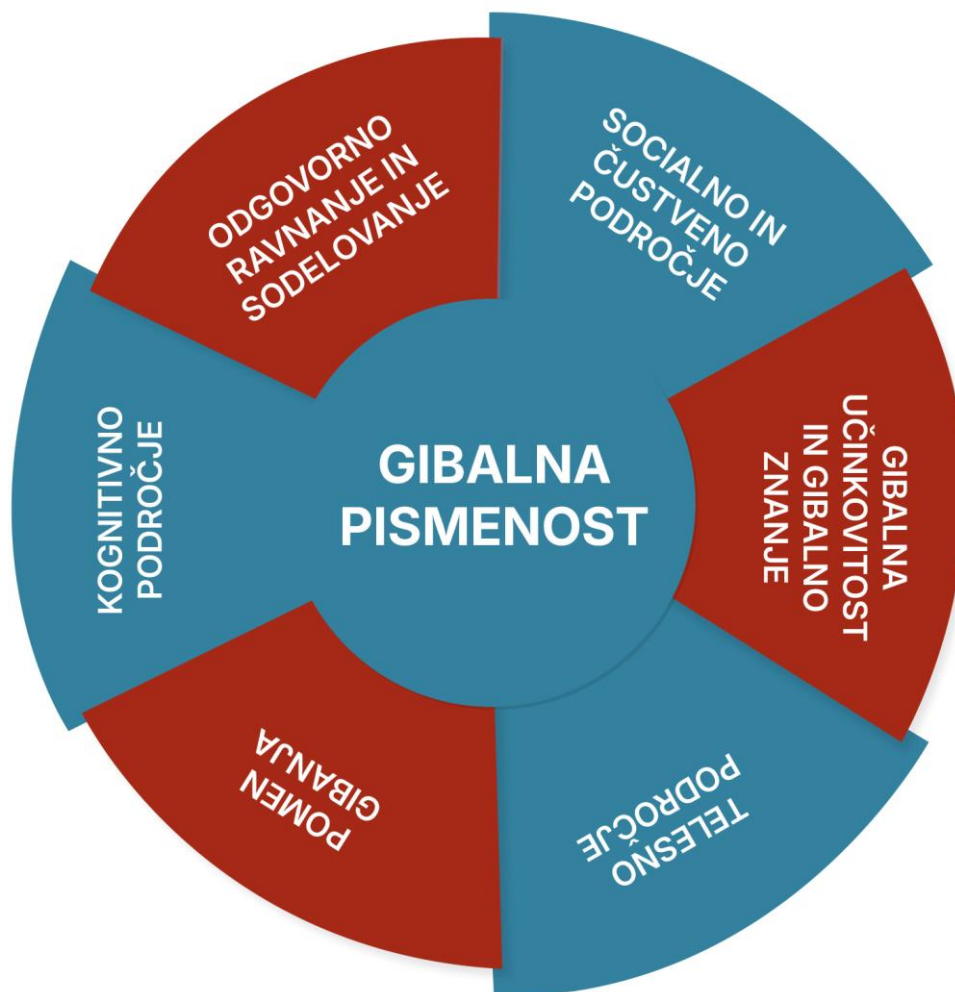 GIBALNA
PISMENOST
SOCIALNO IN
ČUSTVENO
PODROČJE
GIBALNA
UČINKOVITOST
IN GIBALNO
ZNANJE
TELESNO
PODROČJE
POMEN
GIBANJA
KOGNITIVNO
PODROČJE
ODGOVORNO
RAVNANJE IN
SODELOVANJE